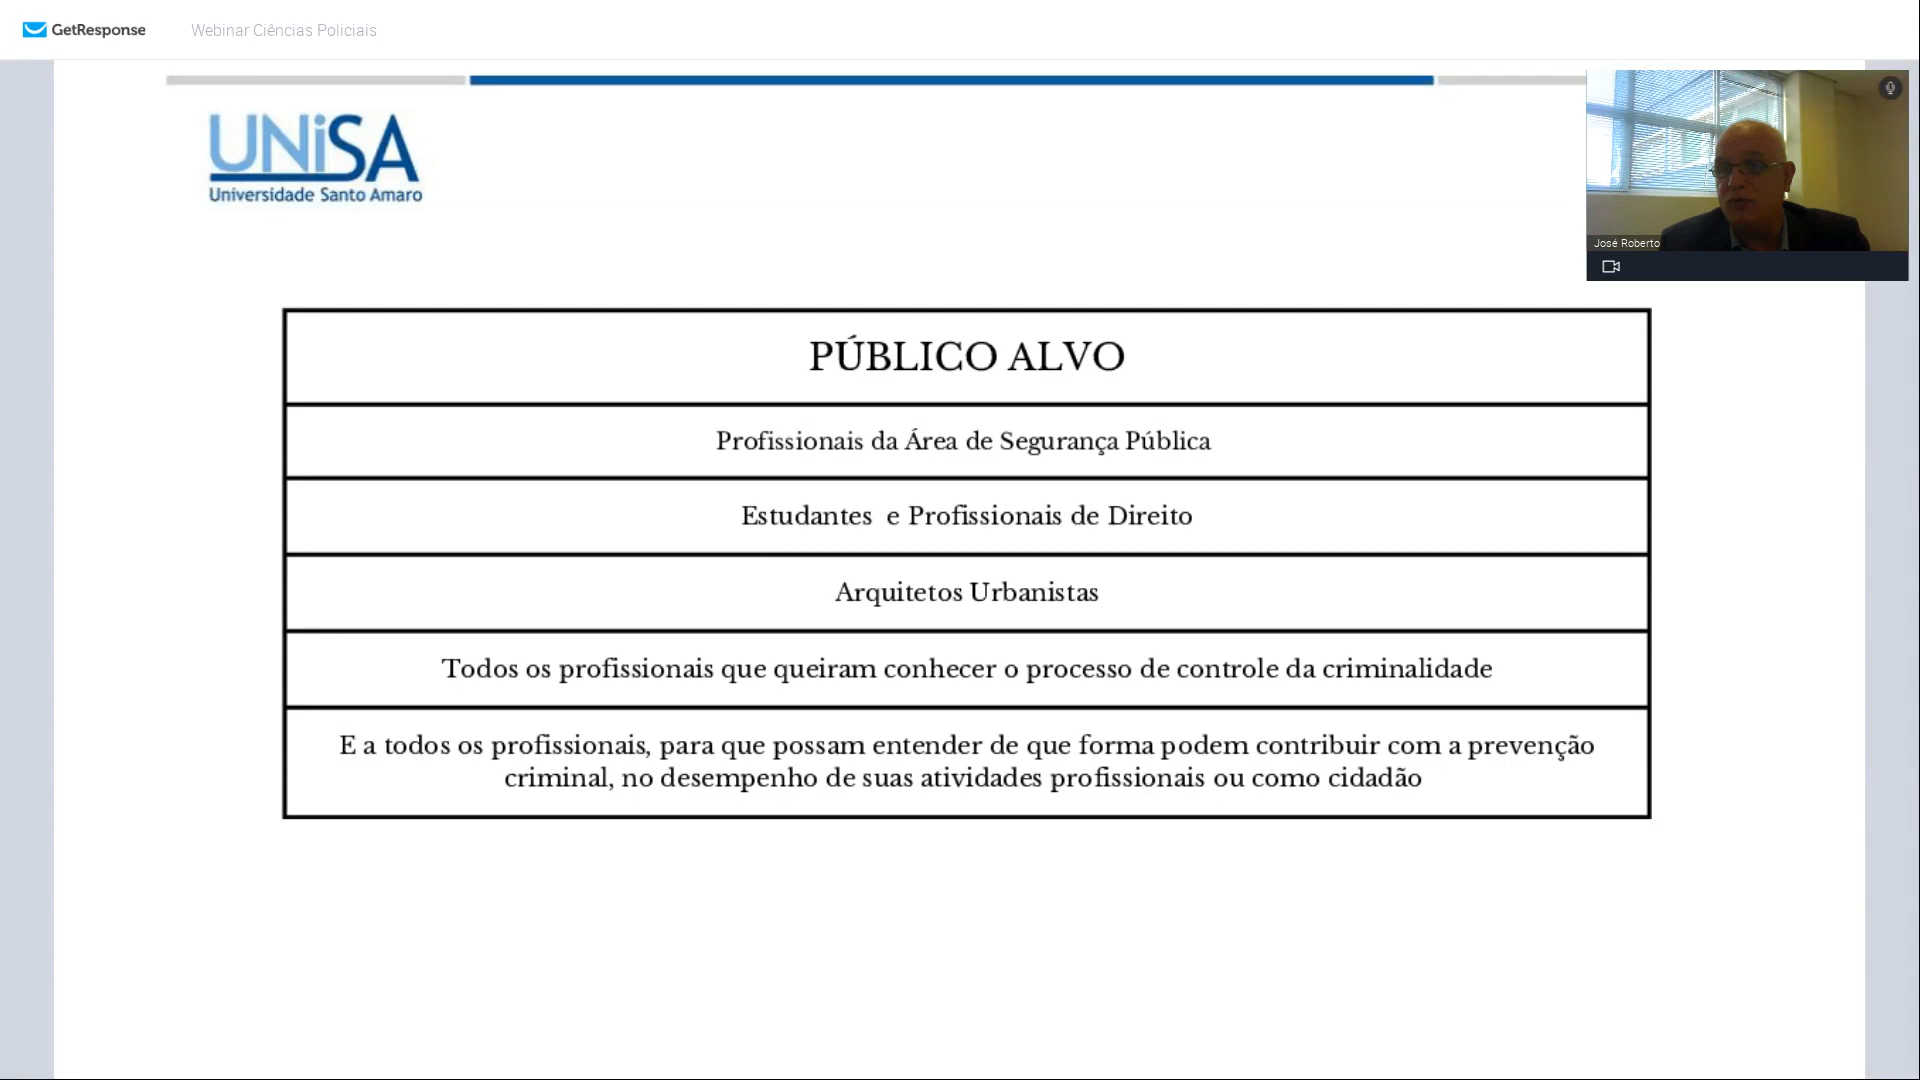 GetResponse
Webinar Ciências Policiais
UNiSA
Universidade Santo Amaro
José Roberto
PÚBLICO ALVO
Profissionais da Área de Segurança Pública
Estudantes e Profissionais de Direito
Arquitetos Urbanistas
Todos os profissionais que queiram conhecer o processo de controle da criminalidade
E a todos os profissionais, para que possam entender de que forma podem contribuir com a prevenção
criminal, no desempenho de suas atividades profissionais ou como cidadão